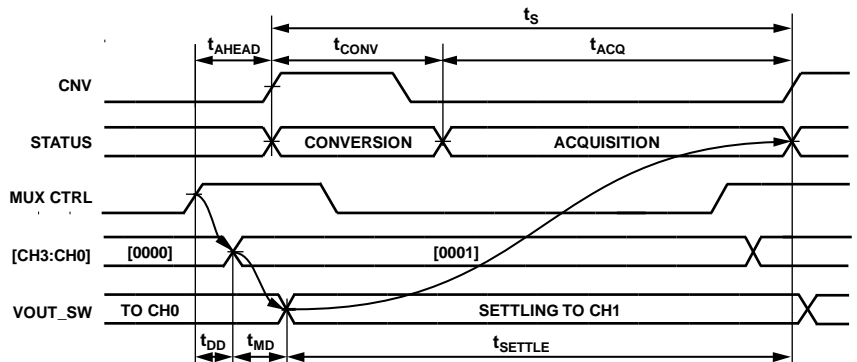 tS
tAHEAD tCONV tACQ
CNV
STATUS CONVERSION ACQUISITION
MUX CTRL
[CH3:CH0] [0000] [0001]
VOUT_SW TO CH0 SETTLING TO CH1
tDD tMD tSETTLE